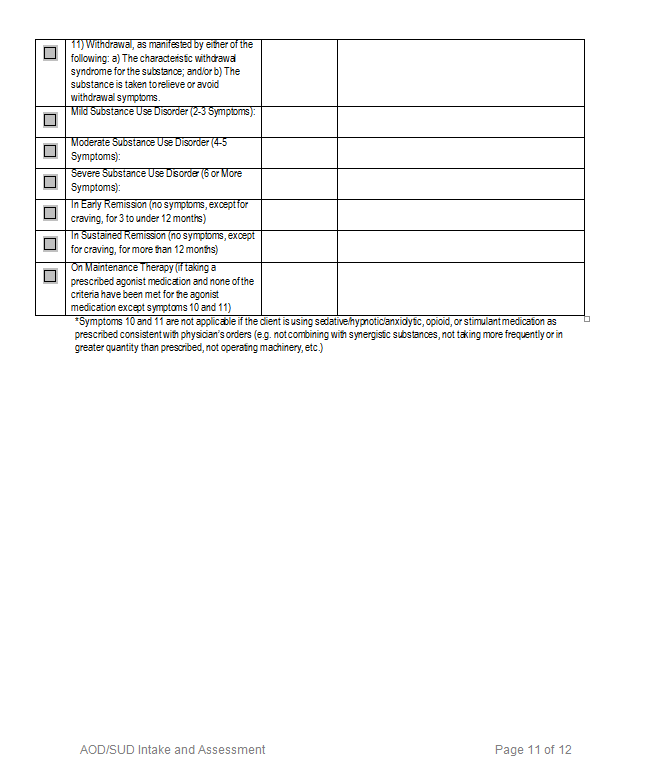 11) Withdrawal, as manifested by either of the
following: a) The characteristic withdrawal
syndrome for the substance; and/or b) The
substance is taken to relieve or avoid
withdrawal symptoms.
Mild Substance Use Disorder (2-3 Symptoms):
Moderate Substance Use Disorder (4-5
Symptoms):
Severe Substance Use Disorder (6 or More
Symptoms):
In Early Remission (no symptoms, except for
craving, for 3 to under 12 months)
In Sustained Remission (no symptoms, except
for craving, for more than 12 months)
On Maintenance Therapy (if taking a
prescribed agonist medication and none of the
criteria have been met for the agonist
medication except symptoms 10 and 11)
*Symptoms 10 and 11 are not applicable if the client is using sedative/hypnotic/anxiolytic, opioid, or stimulant medication as
prescribed consistent with physician's orders (e.g. not combining with synergistic substances, not taking more frequently or in
greater quantity than prescribed, not operating machinery, etc.)
AOD/SUD Intake and Assessment Page 11 of 12